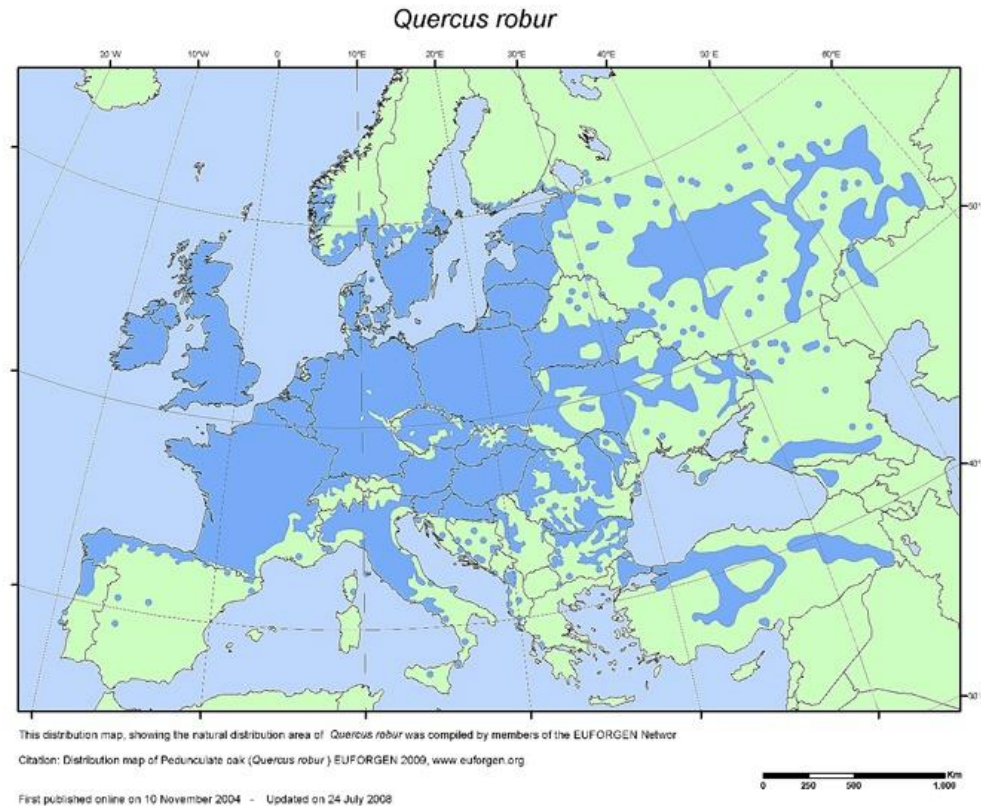 Quercus robur
20°W 10°W 0° 10°E 20°E 30°E 40°E 50°E 60°E
50°
40°
30°
This distribution map, showing the natural distribution area of Quercus robur was compiled by members of the EUFORGEN Networ
Citation: Distribution map of Pedunculate oak (Quercus robur ) EUFORGEN 2009, www.euforgen.org
Km
0 250 500 1.000
First published online on 10 November 2004 - Updated on 24 July 2008